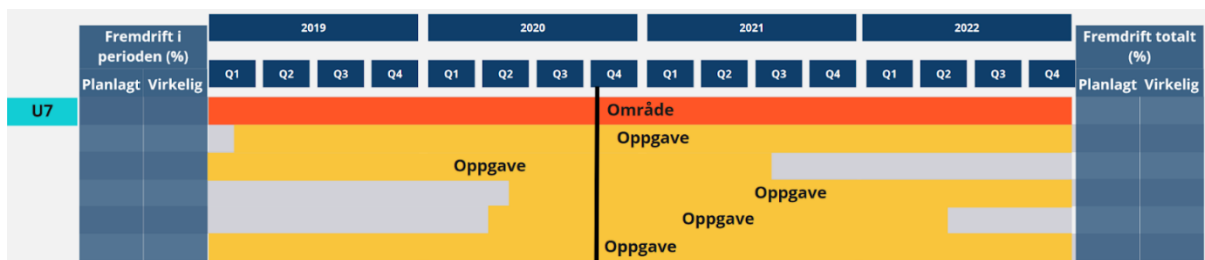 Fremdrift i
perioden (%)
2019 2020 2021 2022
Fremdrift totalt
(%)
Planlagt Virkelig
Q1 Q2 Q3 Q4 Q1 Q2 Q3 Q4 Q1 Q2 Q3 Q4 Q1 Q2 Q3 Q4
Planlagt Virkelig
U7 Område
Oppgave
Oppgave
Oppgave
Oppgave
Oppgave